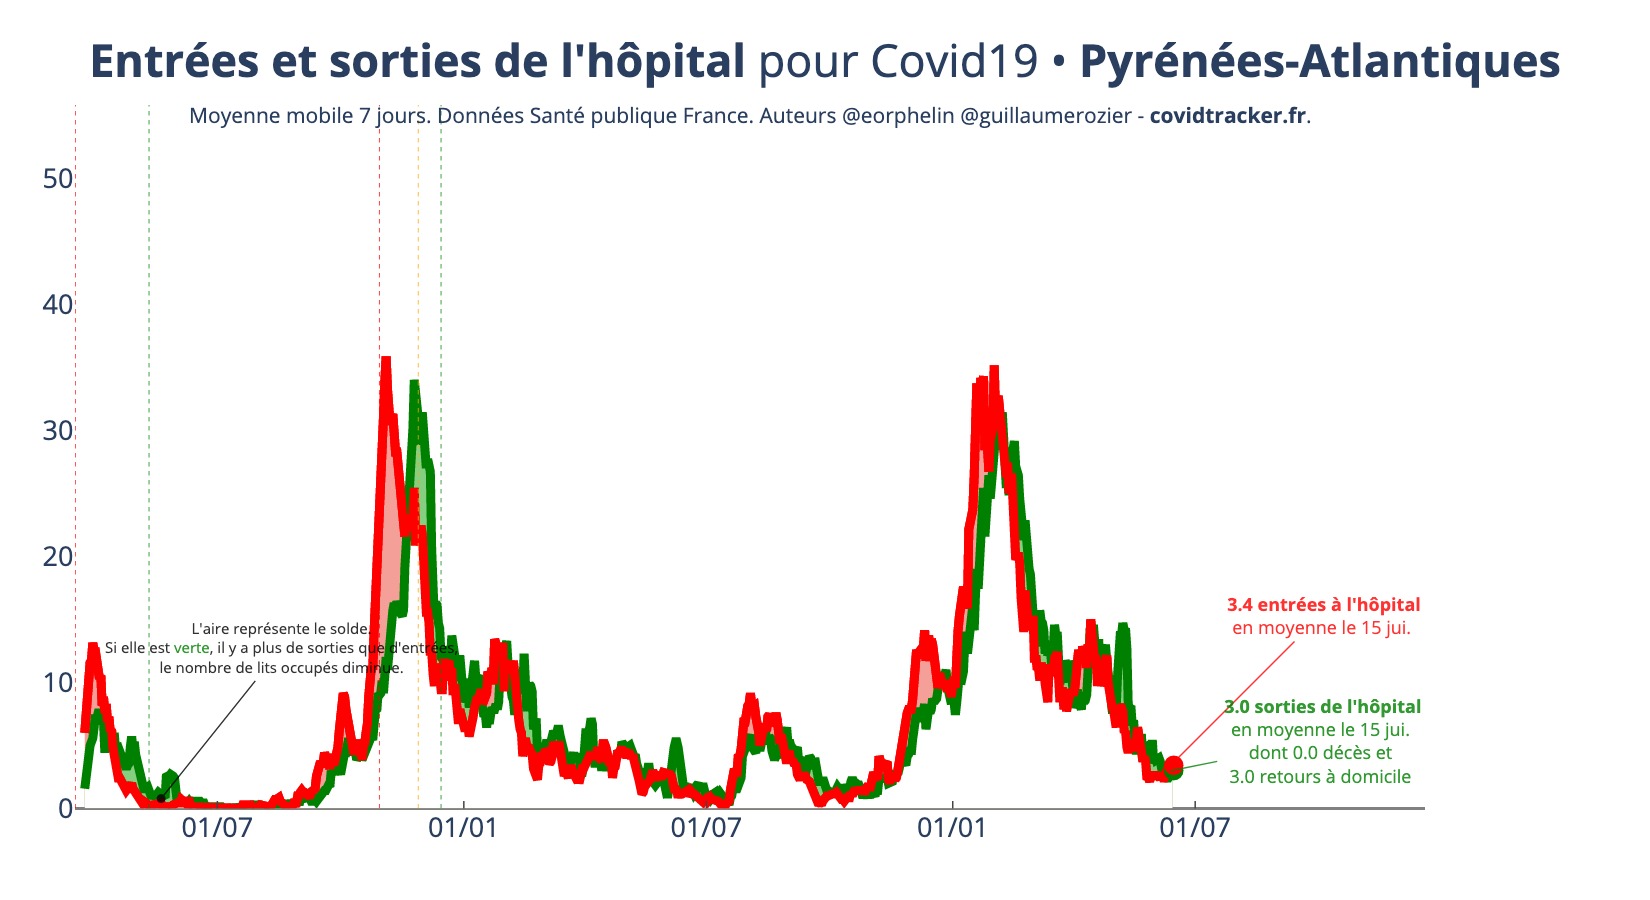 Entrées et sorties de l'hôpital pour Covid19 • Pyrénées-Atlantiques
Moyenne mobile 7 jours. Données Santé publique France. Auteurs @eorphelin @guillaumerozier - covidtracker.fr.
50
40
30
20
10
0
L'aire représente le solde.
Si elle est verte, il y a plus de sorties que d'entrées,
le nombre de lits occupés diminue.
3.4 entrées à l'hôpital
en moyenne le 15 jui.
3.0 sorties de l'hôpital
en moyenne le 15 jui.
dont 0.0 décès et
3.0 retours à domicile
01/07
01/01
01/07
01/01
01/07